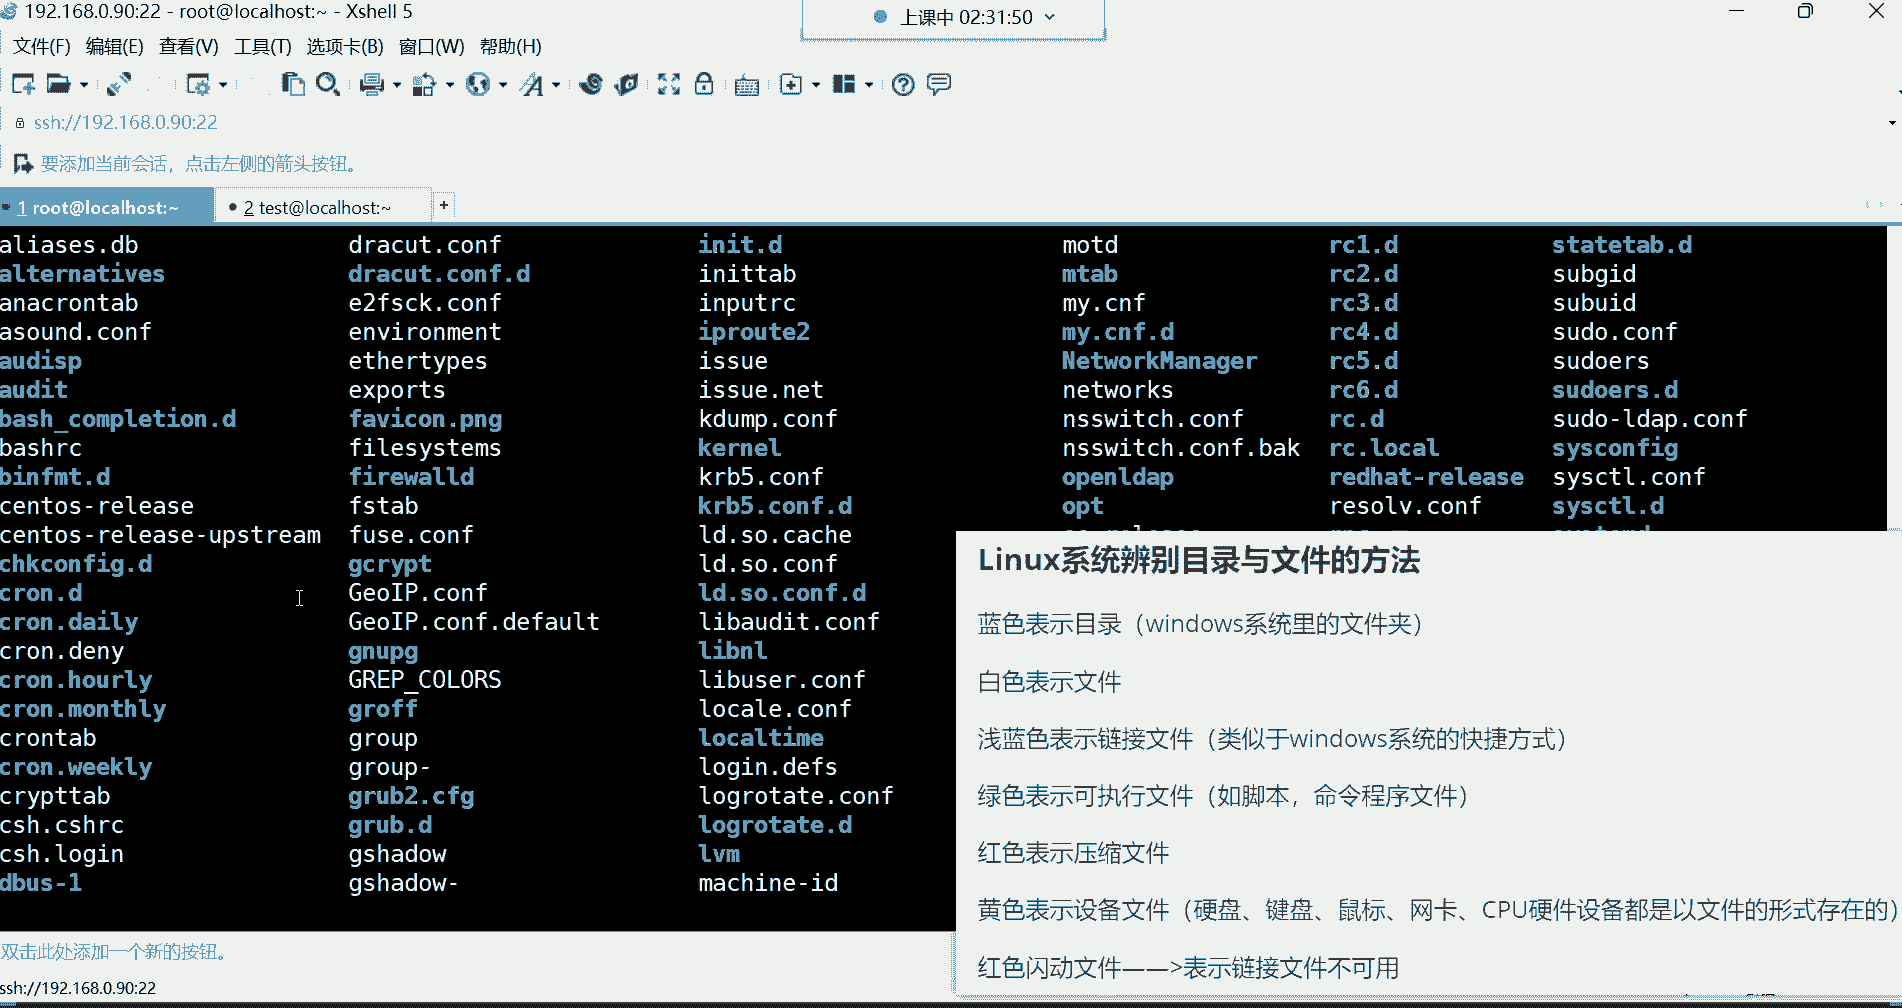 192.168.0.90:22 - root@localhost:~ - Xshell 5
上课中 02:31:50
文件(F) 编辑(E) 查看(V) 工具(T) 选项卡(B) 窗口(W) 帮助(H)
ssh://192.168.0.90:22
要添加当前会话，点击左侧的箭头按钮。
1 root@localhost:~ 2 test@localhost:~ +
aliases.db dracut.conf init.d motd rc1.d statetab.d
alternatives dracut.conf.d inittab mtab rc2.d subgid
anacrontab e2fsck.conf inputrc my.cnf rc3.d subuid
asound.conf environment iproute2 my.cnf.d rc4.d sudo.conf
audisp ethertypes issue NetworkManager rc5.d sudoers
audit exports issue.net networks rc6.d sudoers.d
bash_completion.d favicon.png kdump.conf nsswitch.conf rc.d sudo-ldap.conf
bashrc filesystems kernel nsswitch.conf.bak rc.local sysconfig
binfmt.d firewalld krb5.conf openldap redhat-release sysctl.conf
centos-release fstab krb5.conf.d opt resolv.conf sysctl.d
centos-release-upstream fuse.conf ld.so.cache
chkconfig.d gcrypt ld.so.conf
cron.d GeoIP.conf ld.so.conf.d
cron.daily GeoIP.conf.default libaudit.conf
cron.deny gnupg libnl
cron.hourly GREP_COLORS libuser.conf
cron.monthly groff locale.conf
crontab group localtime
cron.weekly group- login.defs
crypttab grub2.cfg logrotate.conf
csh.cshrc grub.d logrotate.d
csh.login gshadow lvm
dbus-1 gshadow- machine-id
Linux系统辨别目录与文件的方法
蓝色表示目录（windows系统里的文件夹）
白色表示文件
浅蓝色表示链接文件（类似于windows系统的快捷方式）
绿色表示可执行文件（如脚本，命令程序文件）
红色表示压缩文件
黄色表示设备文件（硬盘、键盘、鼠标、网卡、CPU硬件设备都是以文件的形式存在的）
红色闪动文件——>表示链接文件不可用
双击此处添加一个新的按钮。
ssh://192.168.0.90:22